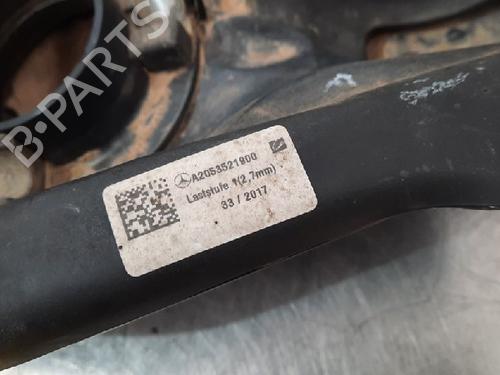 B-PARTS
A2053521900
Laststufe 1(2,7mm)
33 / 2017